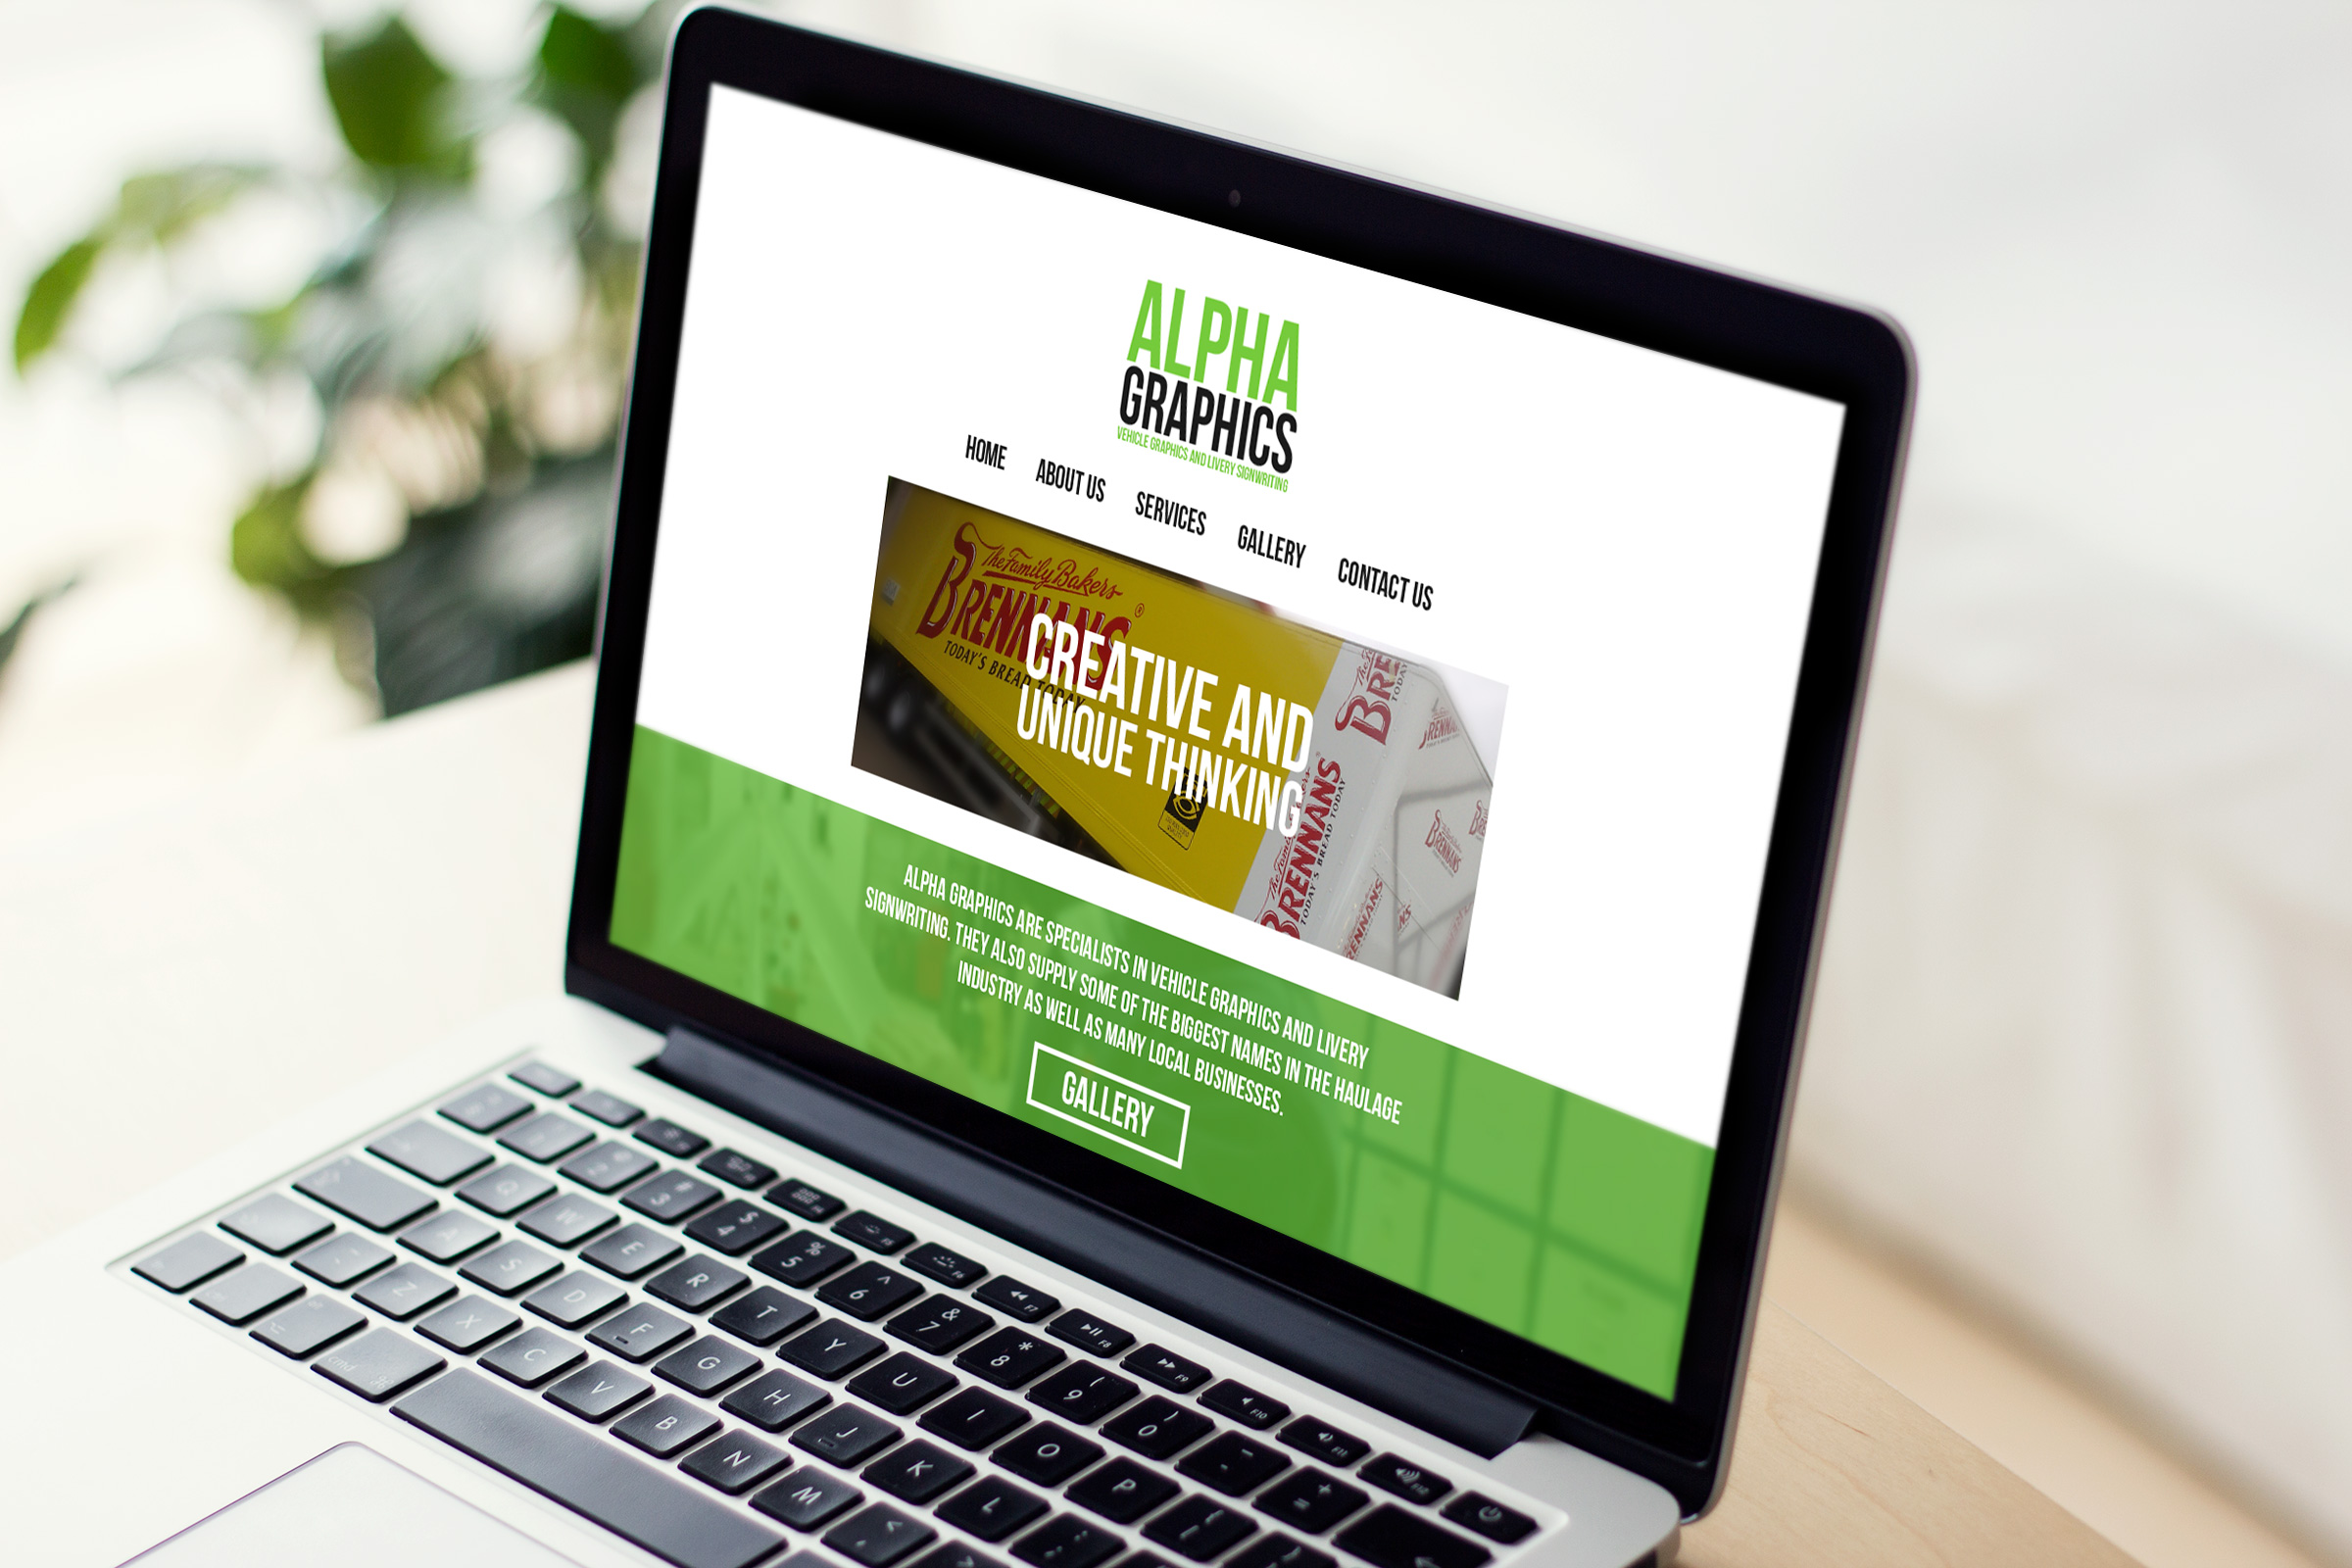 ALPHA
GRAPHICS
VEHICLE GRAPHICS AND LIVERY SIGNWRITING
HOME
ABOUT US
SERVICES
GALLERY
CONTACT US
The Family Bakers
BRENNANS®
TODAY'S BREAD TODAY
CREATIVE AND
UNIQUE THINKING
BRENNANS
TODAY'S BREAD TODAY
BRENNANS
ALPHA GRAPHICS ARE SPECIALISTS IN VEHICLE GRAPHICS AND LIVERY
SIGNWRITING. THEY ALSO SUPPLY SOME OF THE BIGGEST NAMES IN THE HAULAGE
INDUSTRY AS WELL AS MANY LOCAL BUSINESSES.
GALLERY
W E R T Y U I O P
S D F G H J K L
Z X C V B N M
cmd